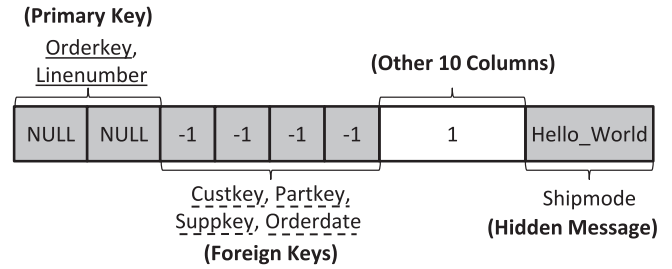 (Primary Key)
Orderkey,
Linenumber
(Other 10 Columns)
NULL NULL -1 -1 -1 -1 1 Hello_World
Custkey, Partkey,
Suppkey, Orderdate
(Foreign Keys)
Shipmode
(Hidden Message)